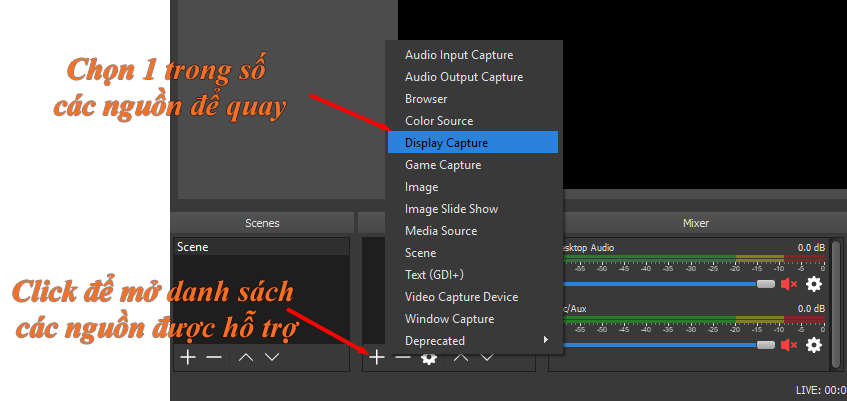 Chọn 1 trong số
các nguồn để quay
Audio Input Capture
Audio Output Capture
Browser
Color Source
Display Capture
Game Capture
Image
Image Slide Show
Media Source
Scene
Text (GDI+)
Video Capture Device
Window Capture
Deprecated
Scenes
Mixer
Scene
esktop Audio 0.0 dB
-55 -50 -45 -40 -35 -30 -25 -20 -15 -10 -5 0
Click để mở danh sách
các nguồn được hỗ trợ
c/Aux 0.0 dB
-55 -50 -45 -40 -35 -30 -25 -20 -15 -10 -5 0
LIVE: 00:0